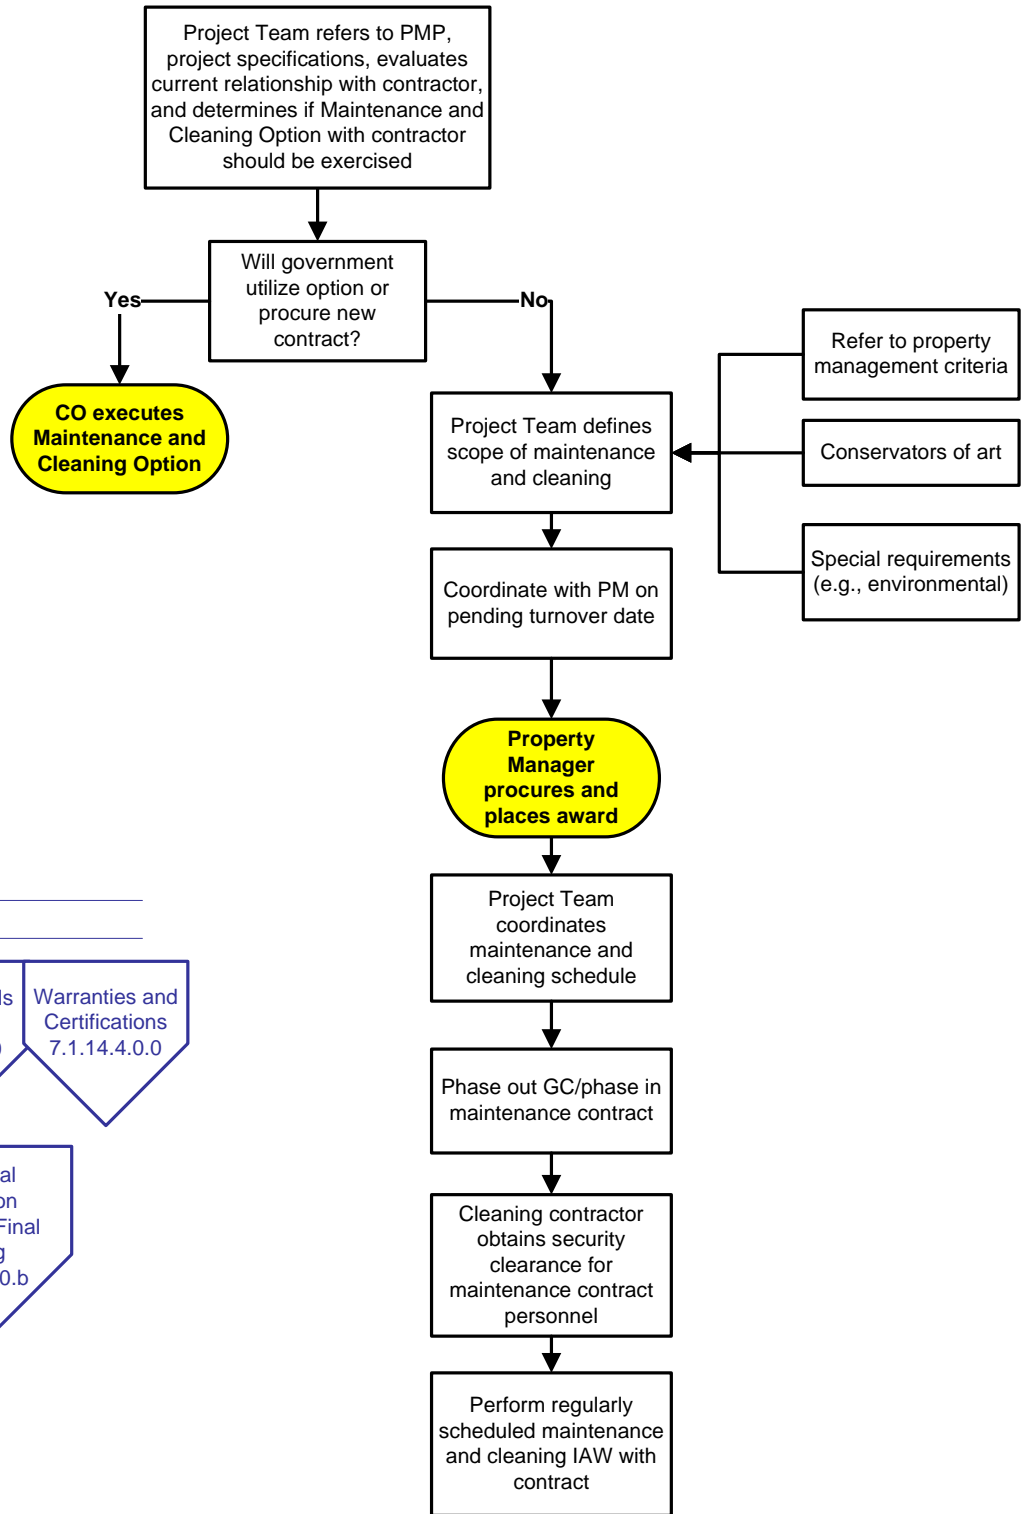 Project Team refers to PMP,
project specifications, evaluates
current relationship with contractor,
and determines if Maintenance and
Cleaning Option with contractor
should be exercised
Will government
utilize option or
procure new
contract?
Yes
No
CO executes
Maintenance and
Cleaning Option
Project Team defines
scope of maintenance
and cleaning
Refer to property
management criteria
Conservators of art
Special requirements
(e.g., environmental)
Coordinate with PM on
pending turnover date
Property
Manager
procures and
places award
Project Team
coordinates
maintenance and
cleaning schedule
Warranties and
Certifications
7.1.14.4.0.0
Phase out GC/phase in
maintenance contract
Final
g
0.b
Cleaning contractor
obtains security
clearance for
maintenance contract
personnel
Perform regularly
scheduled maintenance
and cleaning IAW with
contract